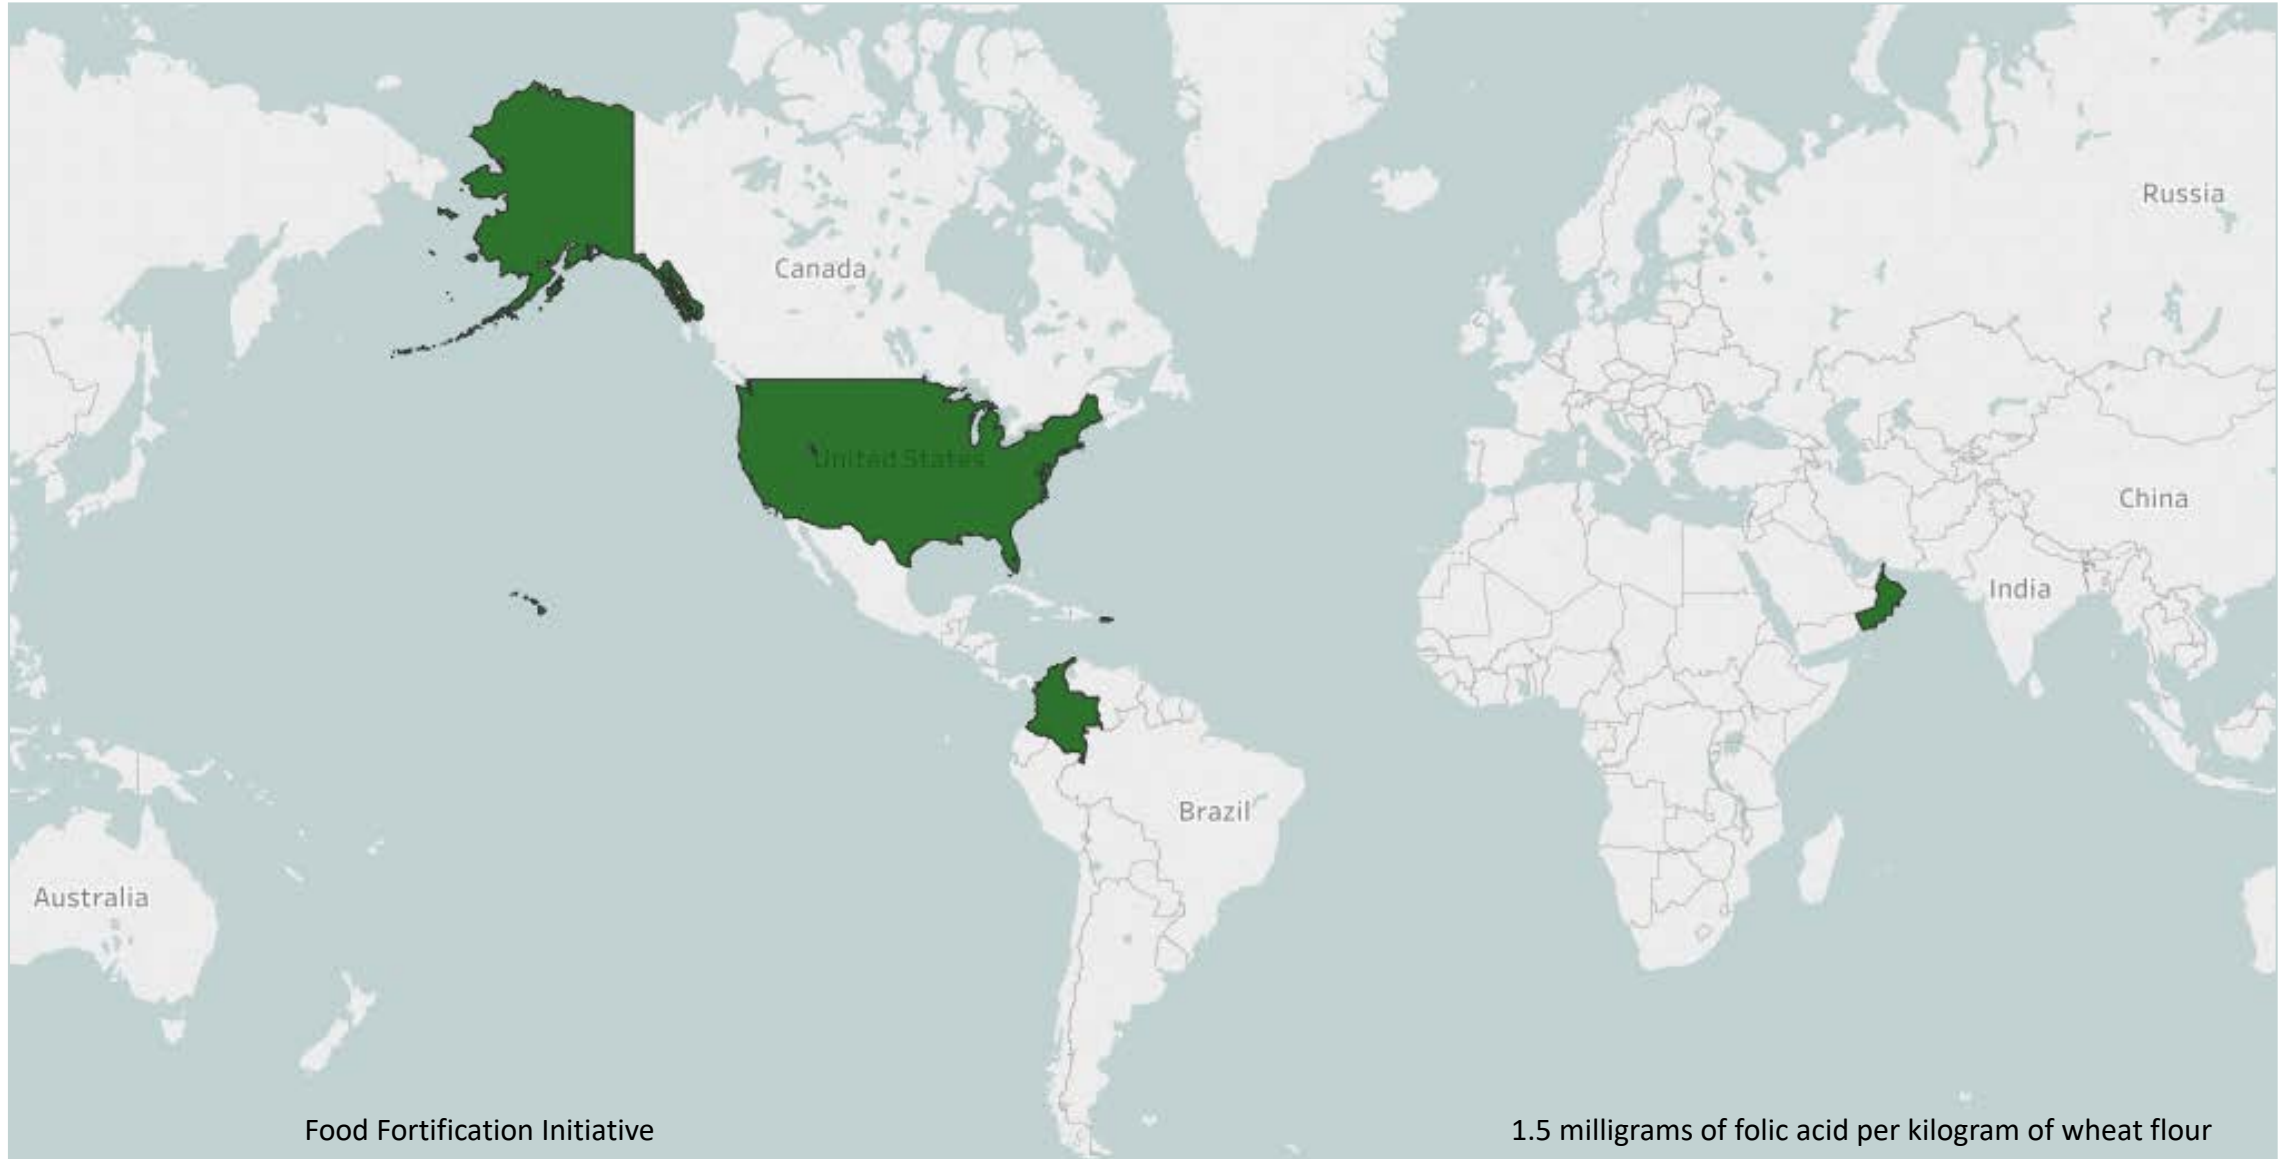 Russia
Canada
United States
China
India
Brazil
Australia
Food Fortification Initiative
1.5 milligrams of folic acid per kilogram of wheat flour